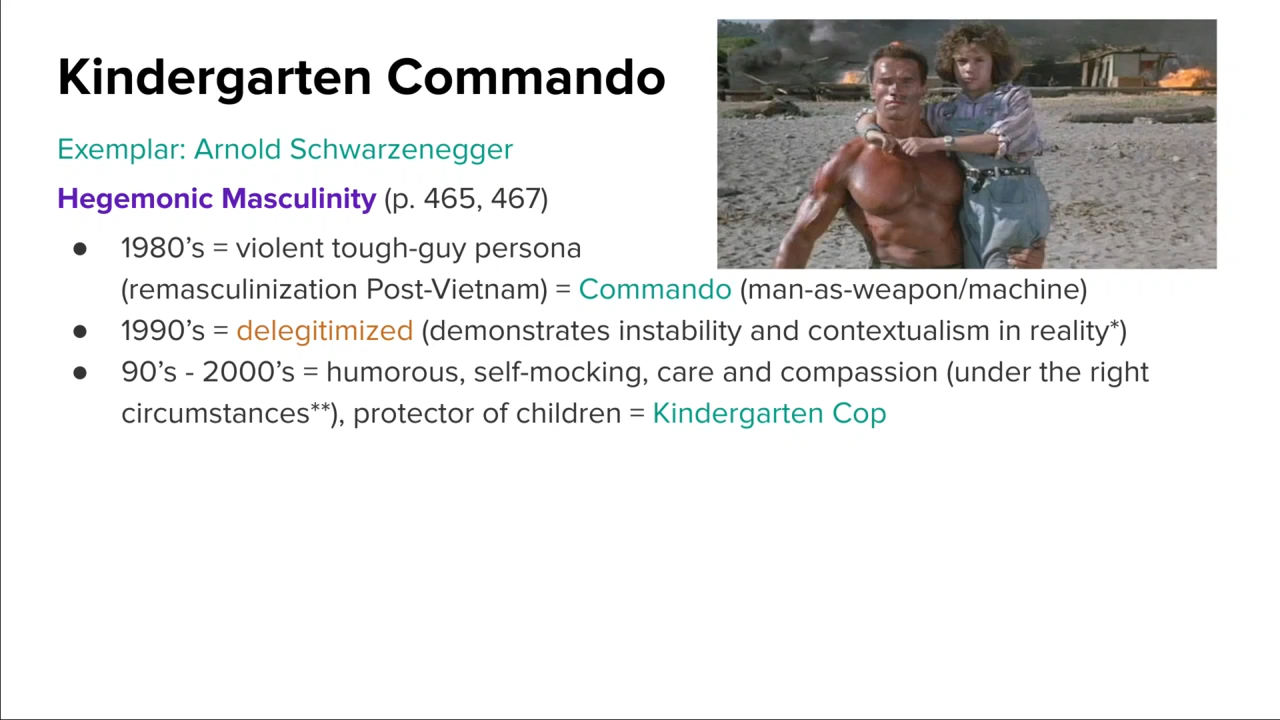 Kindergarten Commando
Exemplar: Arnold Schwarzenegger
Hegemonic Masculinity (p. 465, 467)
● 1980’s = violent tough-guy persona
(remasculinization Post-Vietnam) = Commando (man-as-weapon/machine)
● 1990’s = delegitimized (demonstrates instability and contextualism in reality*)
● 90’s - 2000’s = humorous, self-mocking, care and compassion (under the right
circumstances**), protector of children = Kindergarten Cop